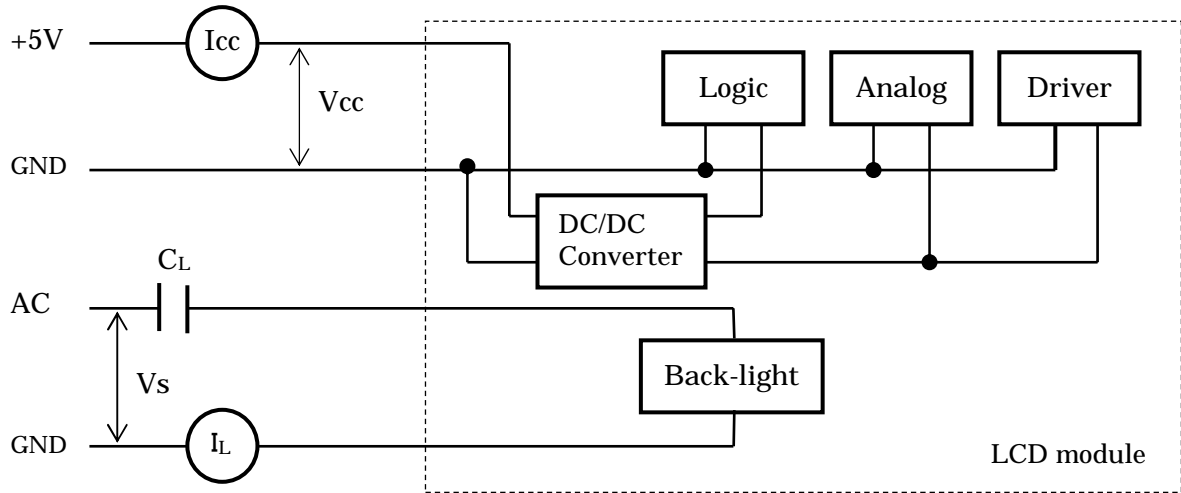 +5V
Icc
Vcc
Logic
Analog
Driver
GND
DC/DC
Converter
CL
AC
Vs
Back-light
GND
IL
LCD module